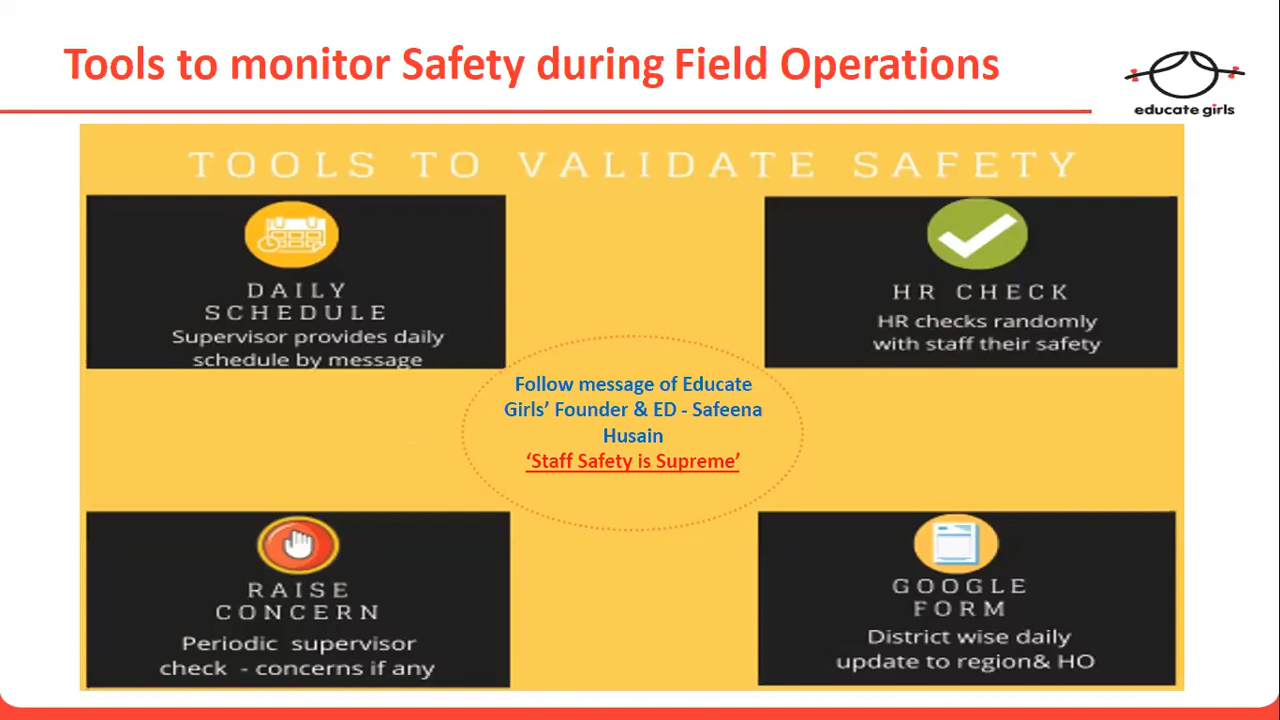 Tools to monitor Safety during Field Operations
educate girls
TOOLS TO VALIDATE SAFETY
DAILY
SCHEDULE
Supervisor provides daily
schedule by message
HR CHECK
HR checks randomly
with staff their safety
Follow message of Educate
Girls’ Founder & ED - Safeena
Husain
‘Staff Safety is Supreme’
RAISE
CONCERN
Periodic supervisor
check - concerns if any
GOOGLE
FORM
District wise daily
update to region& HO